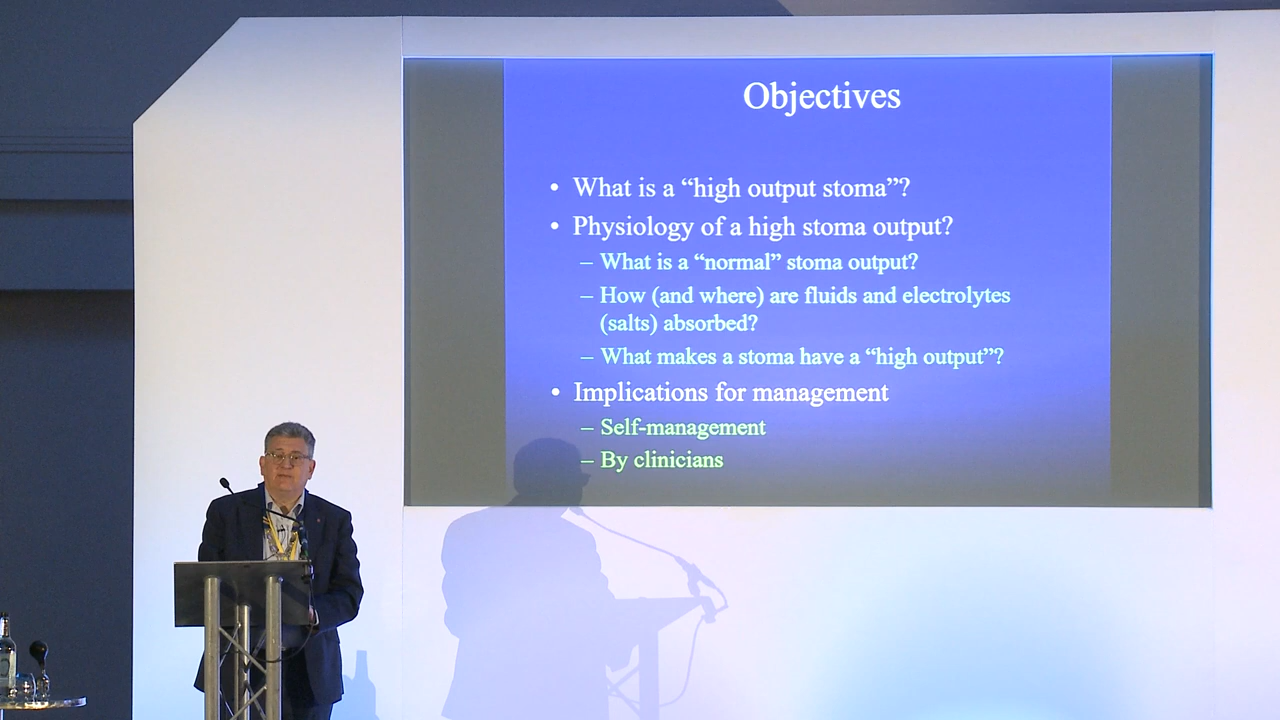 Objectives
• What is a “high output stoma”?
• Physiology of a high stoma output?
– What is a “normal” stoma output?
– How (and where) are fluids and electrolytes
(salts) absorbed?
– What makes a stoma have a “high output”?
• Implications for management
– Self-management
– By clinicians